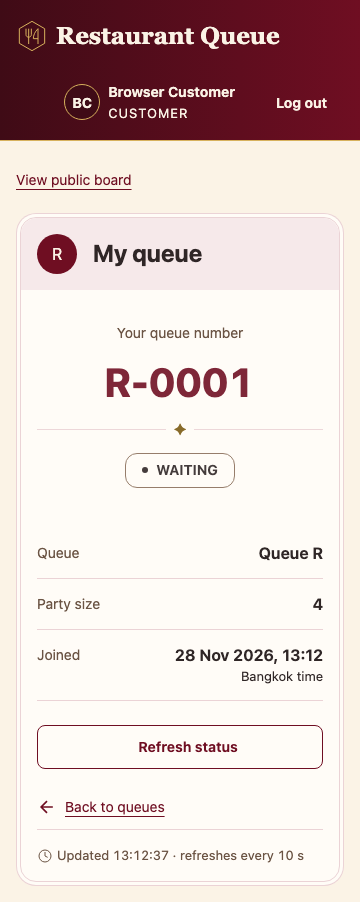 Restaurant Queue
BC
Browser Customer
CUSTOMER
Log out
View public board
R
My queue
Your queue number
R-0001
WAITING
Queue
Queue R
Party size
4
Joined
28 Nov 2026, 13:12
Bangkok time
Refresh status
Back to queues
Updated 13:12:37 · refreshes every 10 s